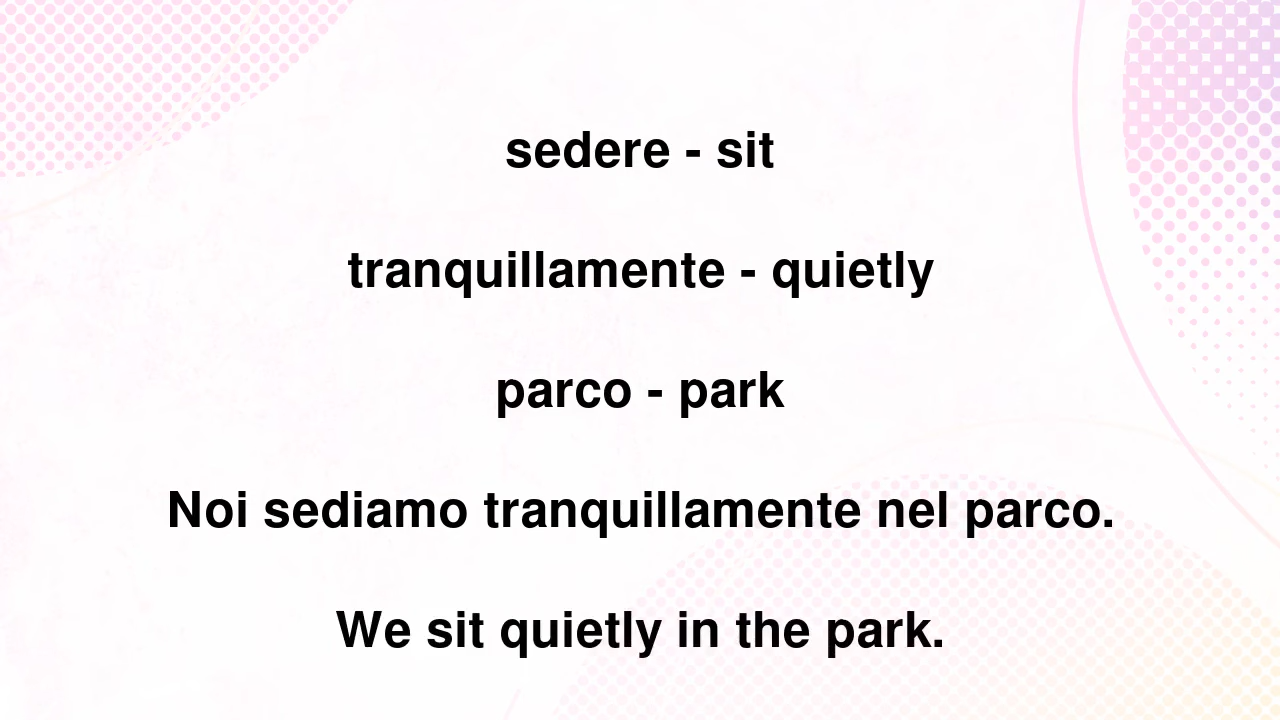 sedere - sit
tranquillamente - quietly
parco - park
Noi sediamo tranquillamente nel parco.
We sit quietly in the park.